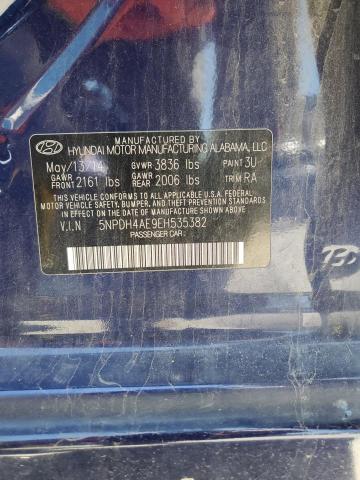 HYUNDAI MOTOR MANUFACTURING ALABAMA, LLC
May/13/14 GVWR 3836 lbs PAINT 3U
GAWR FRONT 2161 lbs GAWR REAR 2006 lbs TRIM RA
THIS VEHICLE CONFORMS TO ALL APPLICABLE U.S.A. FEDERAL
MOTOR VEHICLE SAFETY, BUMPER, AND THEFT PREVENTION STANDARDS
IN EFFECT ON THE DATE OF MANUFACTURE SHOWN ABOVE.
V.I.N 5NPDH4AE9EH535382
PASSENGER CAR